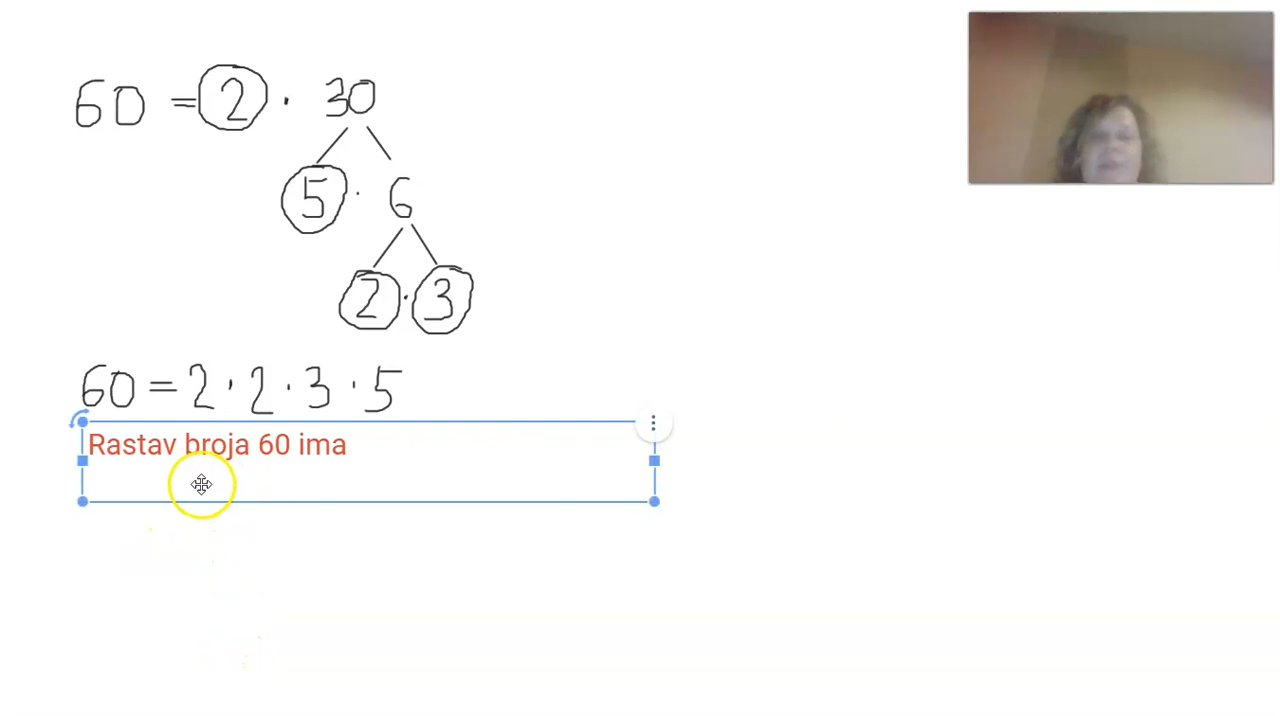 60 = 2 · 30
5 · 6
2 · 3
60 = 2 · 2 · 3 · 5
Rastav broja 60 ima